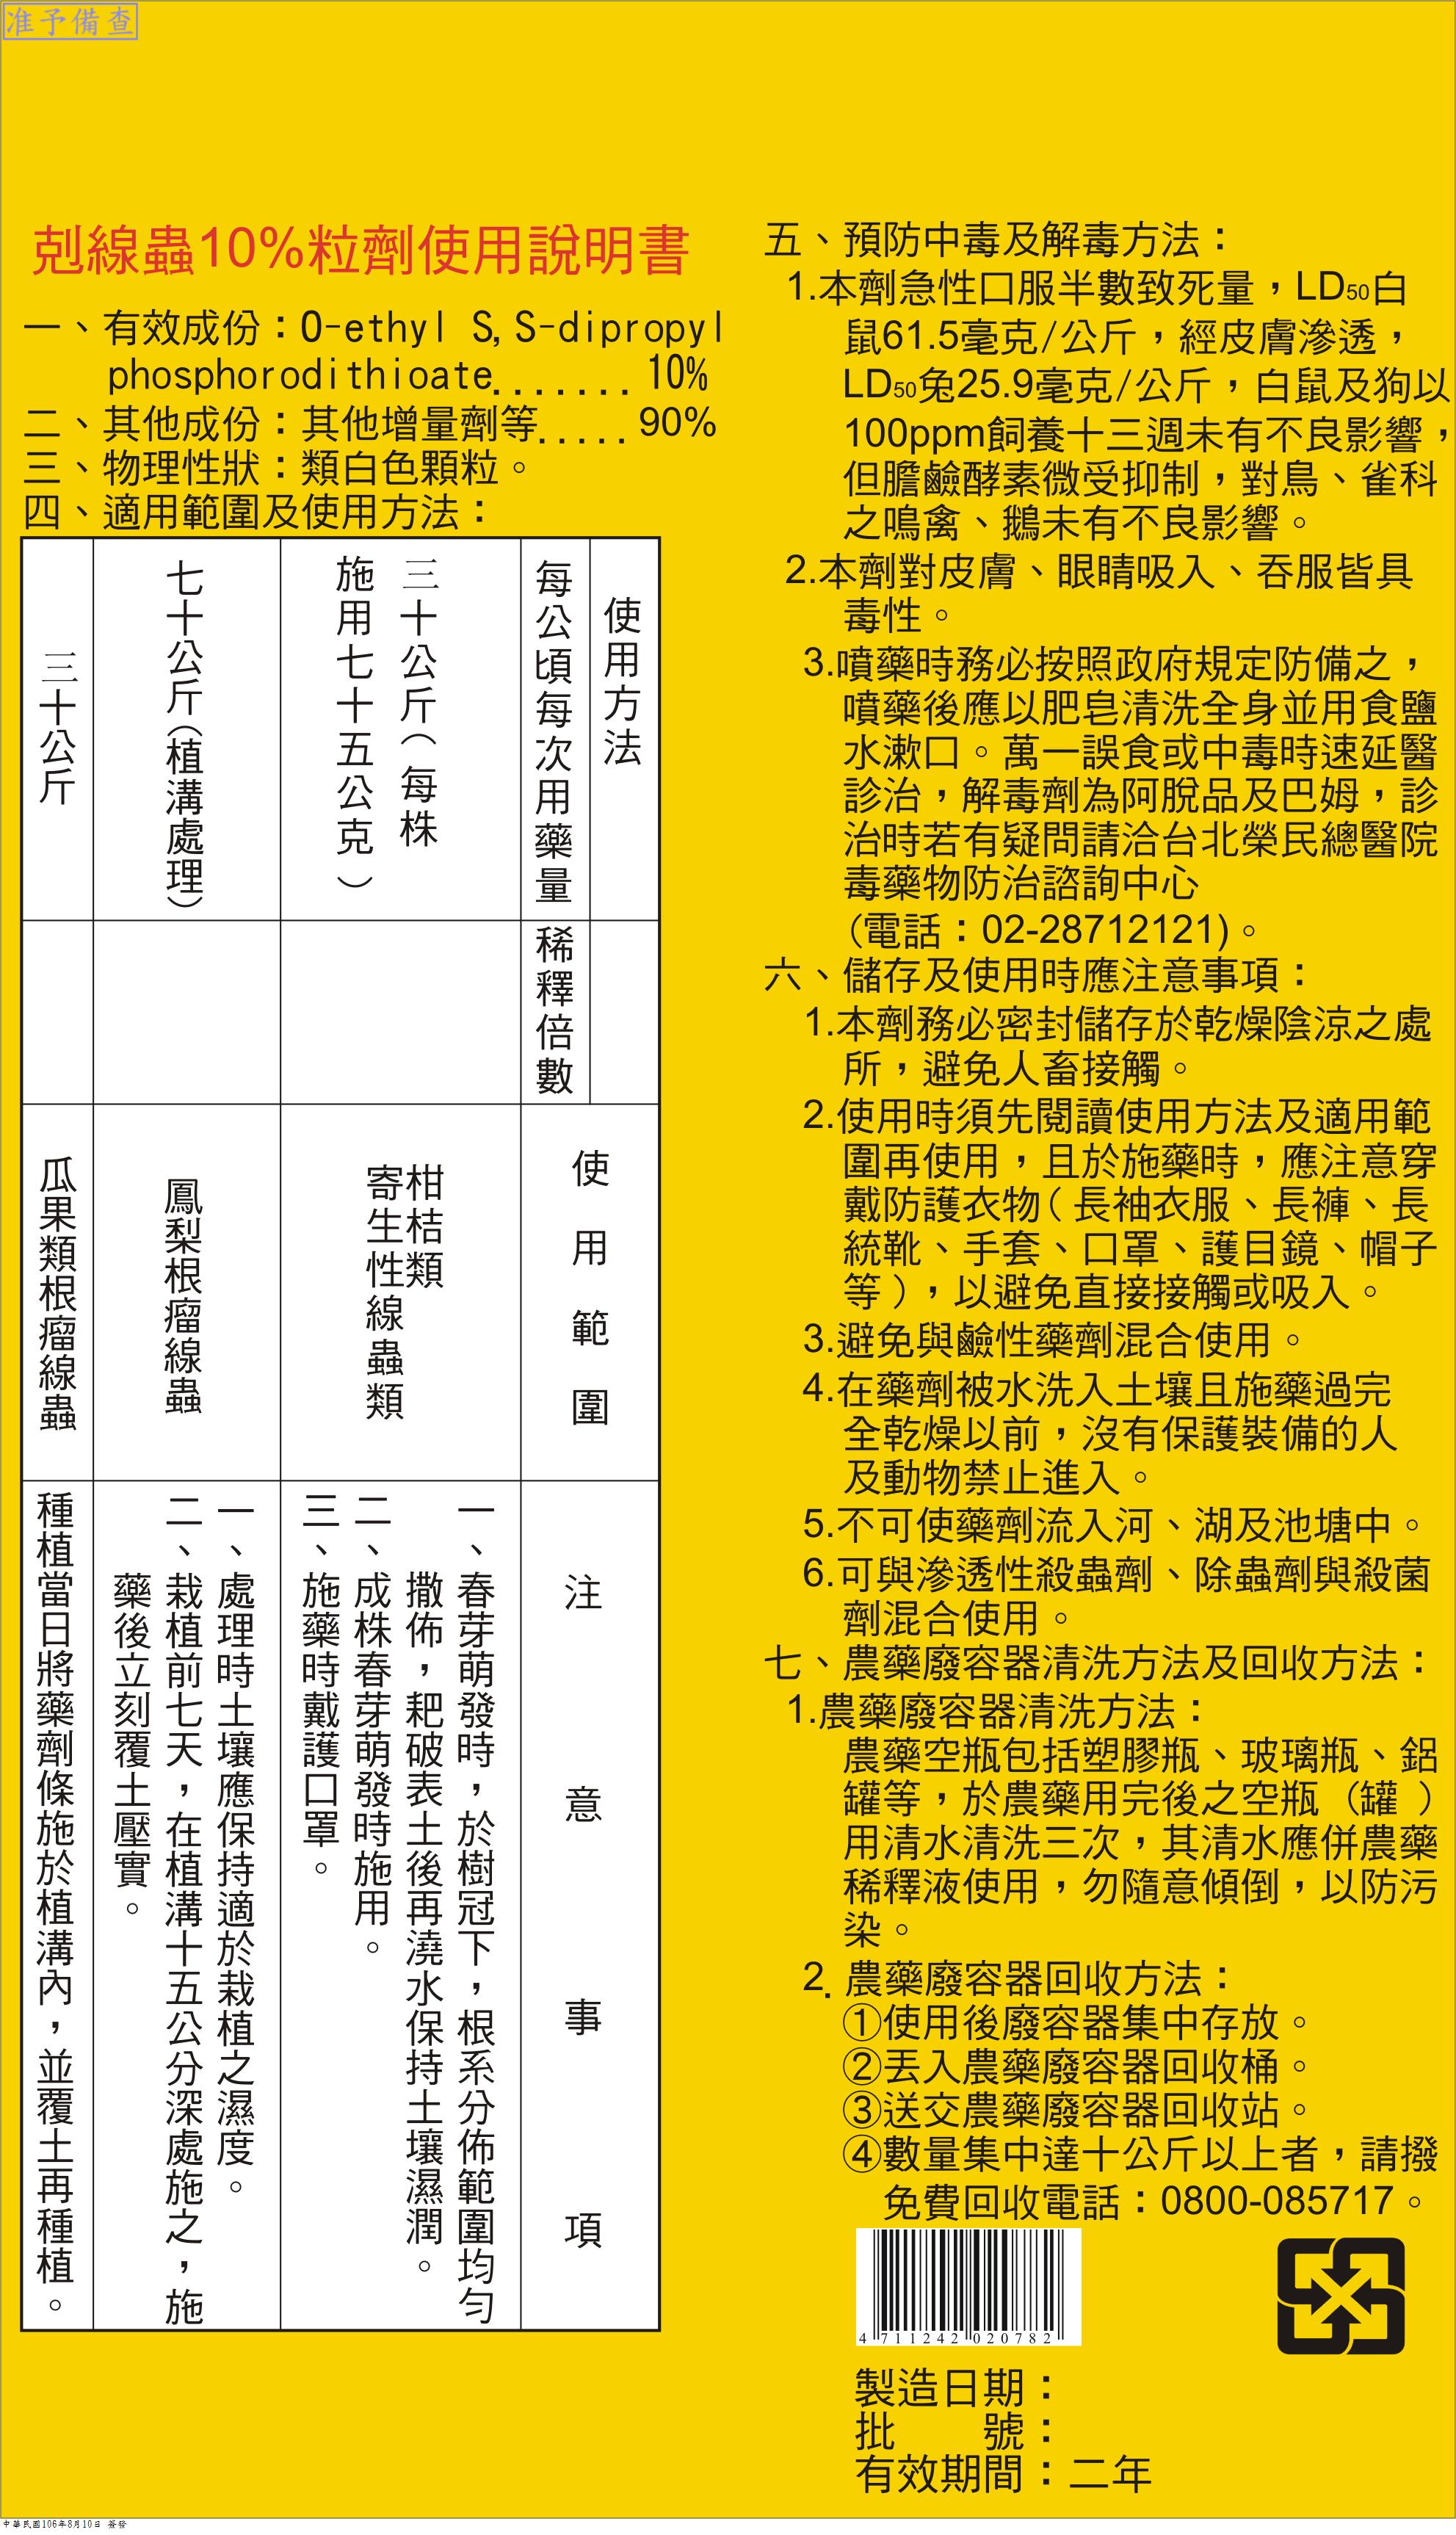 准予備查
剋線蟲10%粒劑使用說明書
一、有效成份：O-ethyl S,S-dipropyl
phosphorodithioate....... 10%
二、其他成份：其他增量劑等..... 90%
三、物理性狀：類白色顆粒。
四、適用範圍及使用方法：
使用方法
每公頃每次用藥量
稀釋倍數
使用範圍
注意事項
三十公斤（每株
施用七十五公克）
柑桔類
寄生性線蟲類
一、春芽萌發時，於樹冠下，根系分佈範圍均勻
撒佈，耙破表土後再澆水保持土壤濕潤。
二、成株春芽萌發時施用。
三、施藥時戴護口罩。
七十公斤（植溝處理）
鳳梨根瘤線蟲
一、處理時土壤應保持適於栽植之濕度。
二、栽植前七天，在植溝十五公分深處施之，施
藥後立刻覆土壓實。
三十公斤
瓜果類根瘤線蟲
種植當日將藥劑條施於植溝內，並覆土再種植。
五、預防中毒及解毒方法：
1.本劑急性口服半數致死量，LD50白
鼠61.5毫克/公斤，經皮膚滲透，
LD50兔25.9毫克/公斤，白鼠及狗以
100ppm飼養十三週未有不良影響，
但膽鹼酵素微受抑制，對鳥、雀科
之鳴禽、鵝未有不良影響。
2.本劑對皮膚、眼睛吸入、吞服皆具
毒性。
3.噴藥時務必按照政府規定防備之，
噴藥後應以肥皂清洗全身並用食鹽
水漱口。萬一誤食或中毒時速延醫
診治，解毒劑為阿脫品及巴姆，診
治時若有疑問請洽台北榮民總醫院
毒藥物防治諮詢中心
(電話：02-28712121)。
六、儲存及使用時應注意事項：
1.本劑務必密封儲存於乾燥陰涼之處
所，避免人畜接觸。
2.使用時須先閱讀使用方法及適用範
圍再使用，且於施藥時，應注意穿
戴防護衣物（長袖衣服、長褲、長
統靴、手套、口罩、護目鏡、帽子
等），以避免直接接觸或吸入。
3.避免與鹼性藥劑混合使用。
4.在藥劑被水洗入土壤且施藥過完
全乾燥以前，沒有保護裝備的人
及動物禁止進入。
5.不可使藥劑流入河、湖及池塘中。
6.可與滲透性殺蟲劑、除蟲劑與殺菌
劑混合使用。
七、農藥廢容器清洗方法及回收方法：
1.農藥廢容器清洗方法：
農藥空瓶包括塑膠瓶、玻璃瓶、鋁
罐等，於農藥用完後之空瓶（罐 ）
用清水清洗三次，其清水應併農藥
稀釋液使用，勿隨意傾倒，以防污
染。
2. 農藥廢容器回收方法：
①使用後廢容器集中存放。
②丟入農藥廢容器回收桶。
③送交農藥廢容器回收站。
④數量集中達十公斤以上者，請撥
免費回收電話：0800-085717。
4 711242 020782
製造日期：
批　　號：
有效期間：二年
中華民國106年8月10日 簽發